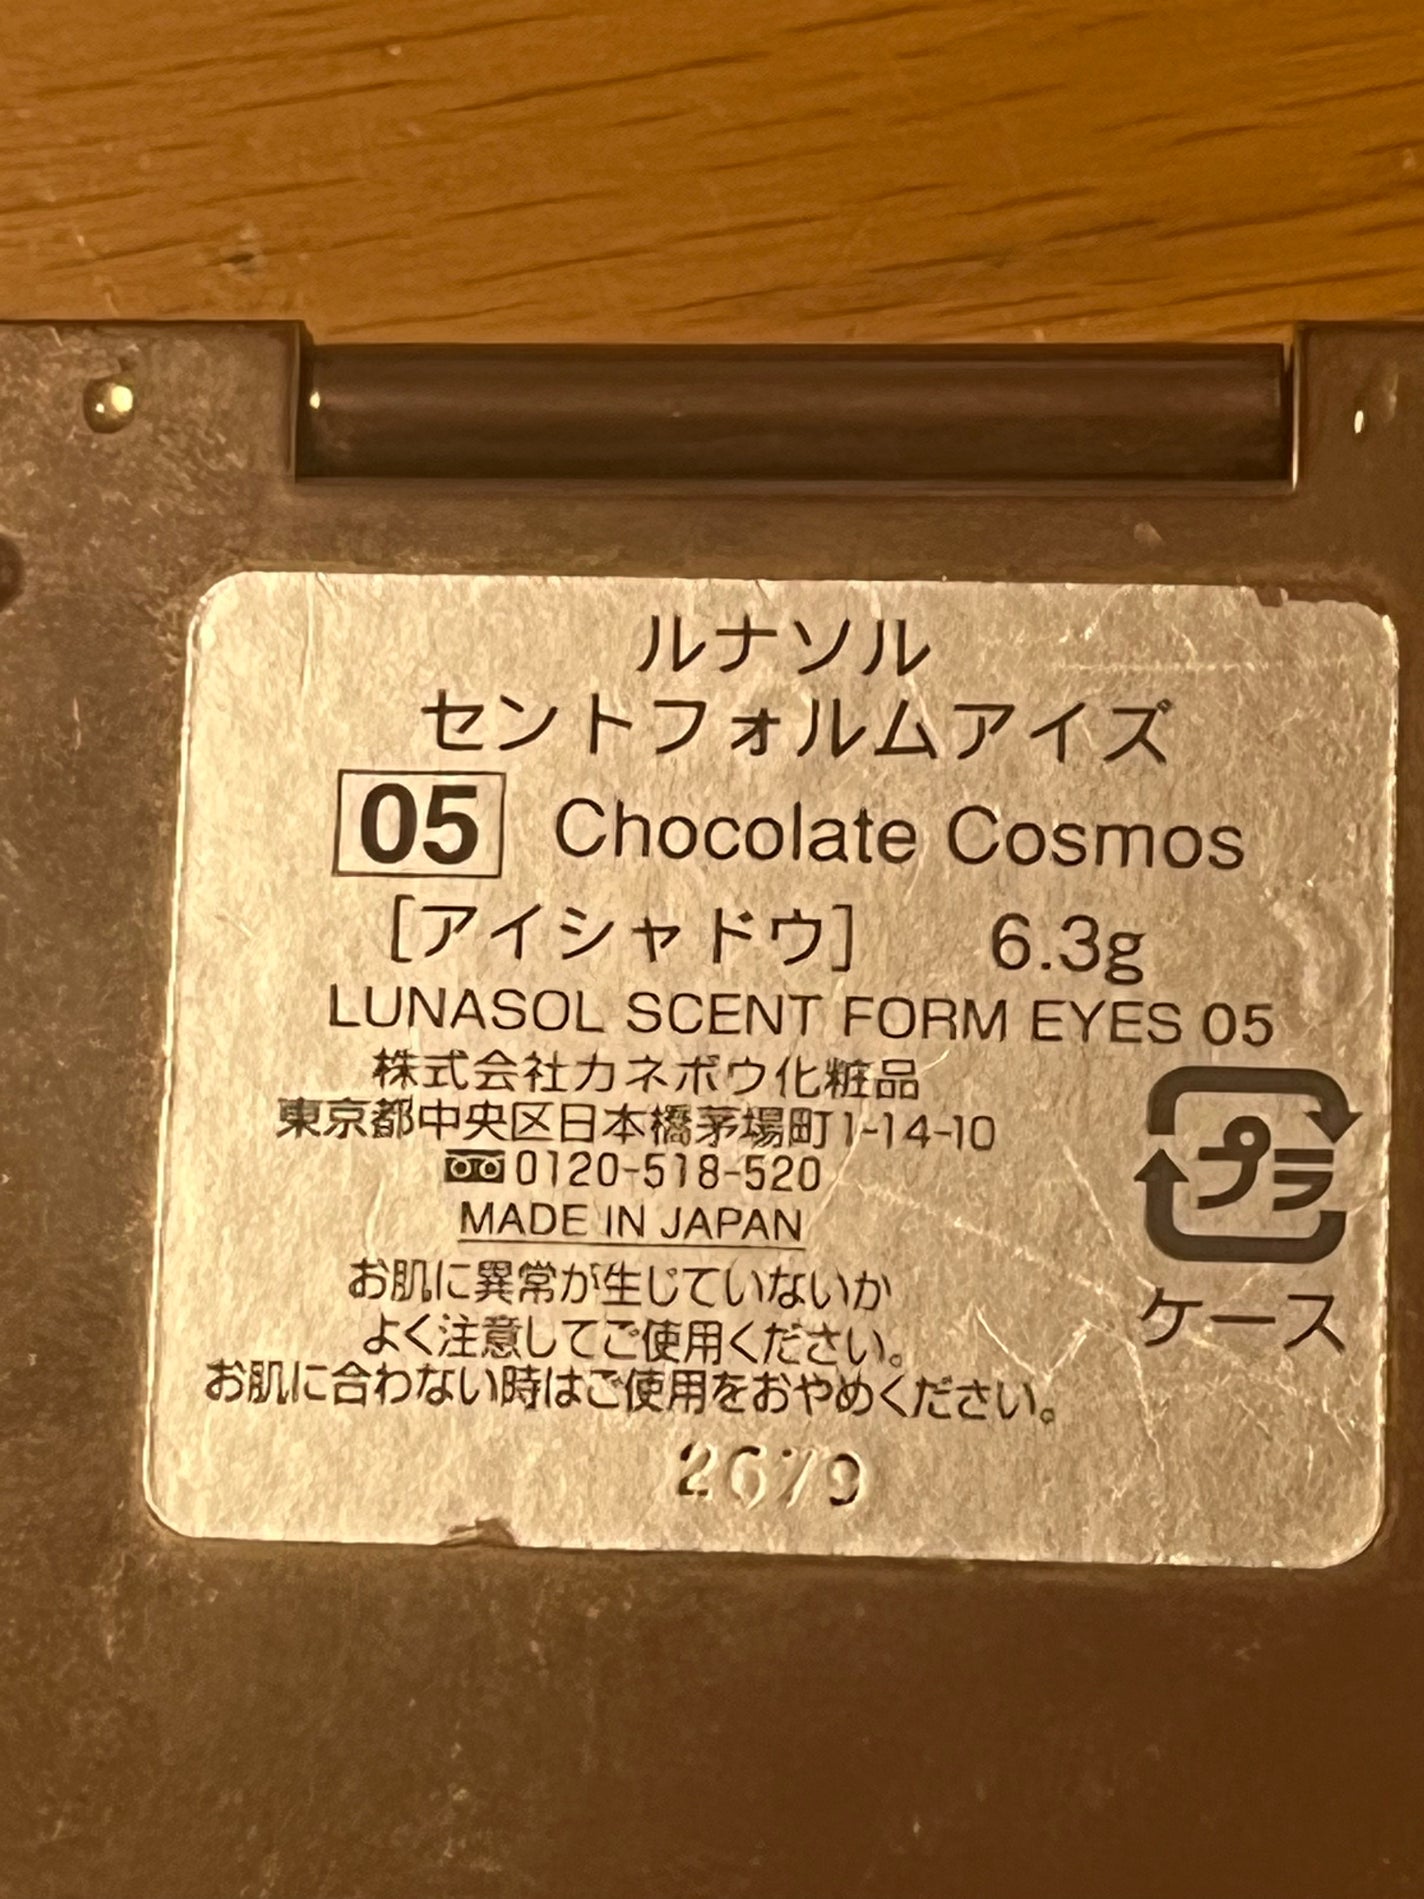 ルナソル
セントフォルムアイズ
05 Chocolate Cosmos
[アイシャドウ] 6.3g
LUNASOL SCENT FORM EYES 05
株式会社カネボウ化粧品
東京都中央区日本橋茅場町1-14-10
0120-518-520
MADE IN JAPAN
お肌に異常が生じていないか
よく注意してご使用ください。
お肌に合わない時はご使用をおやめください。
プラ
ケース
2679